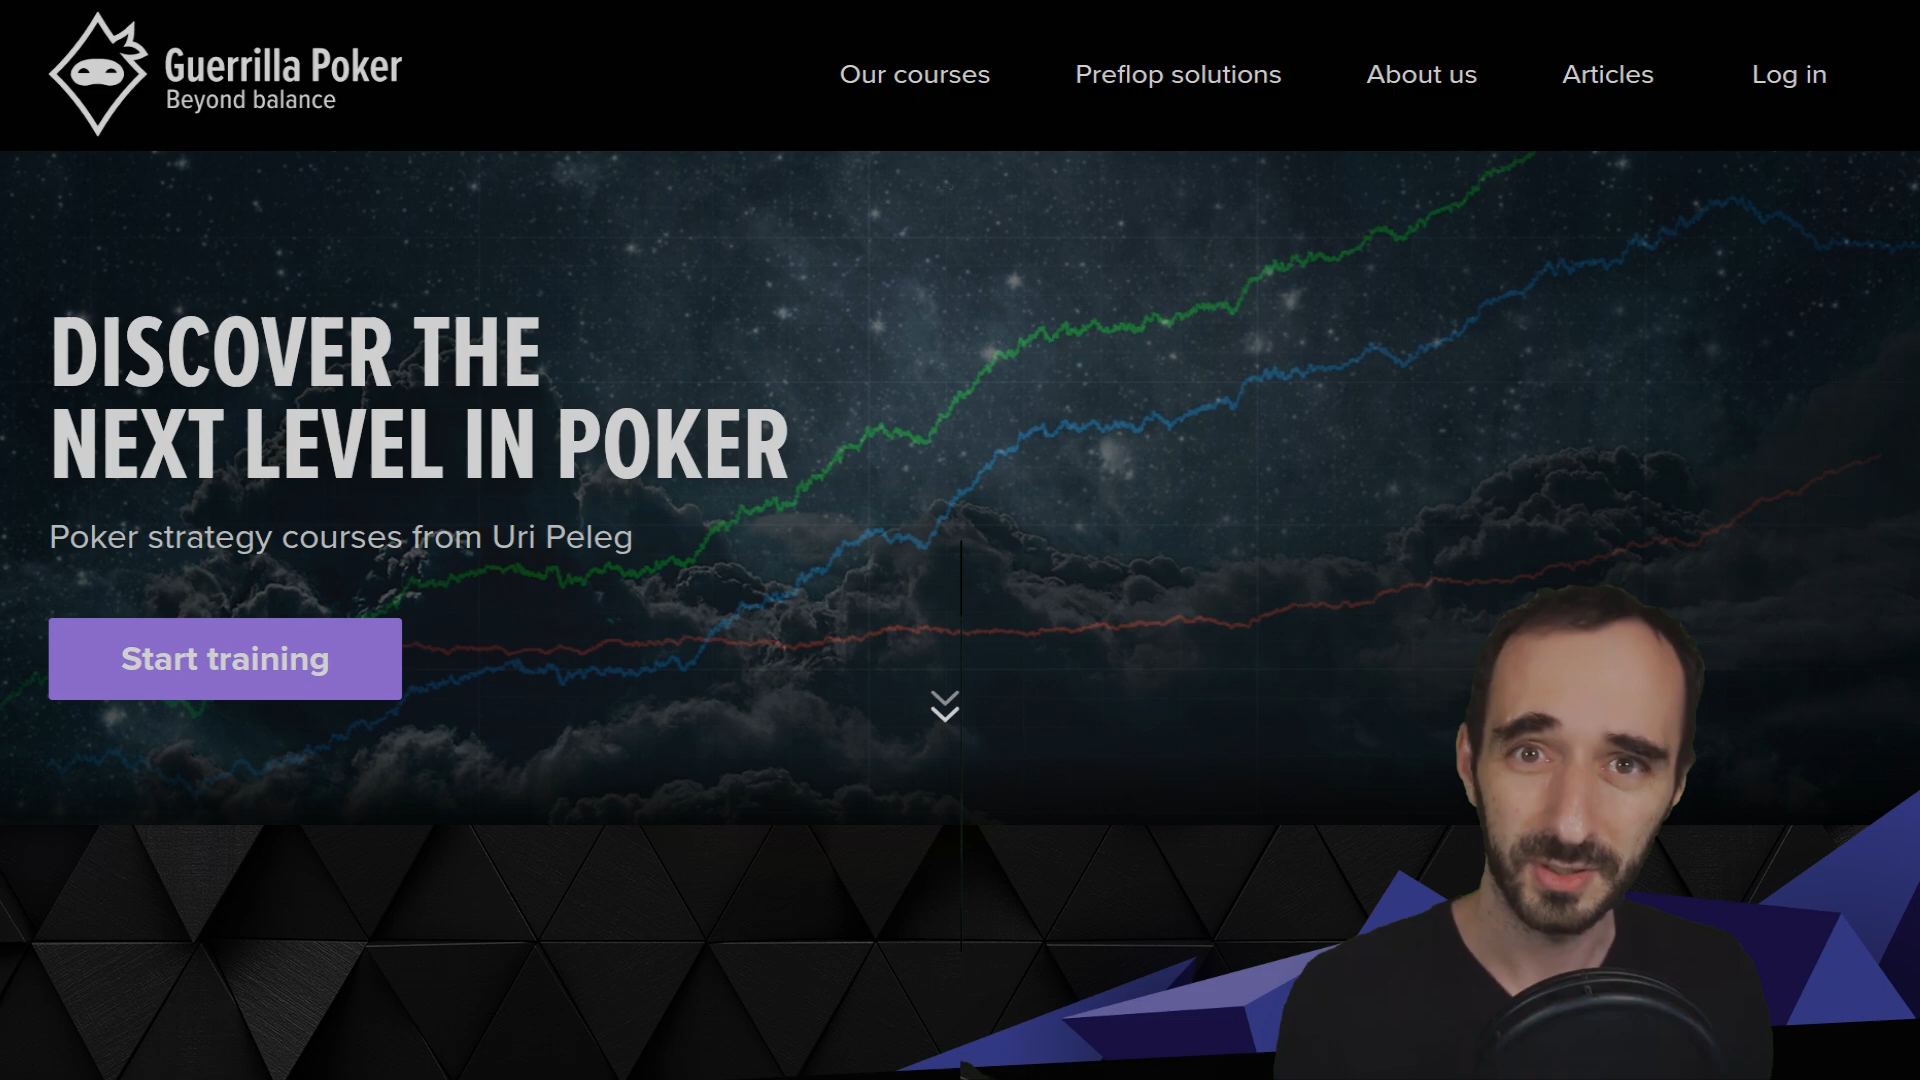 Guerrilla Poker
Beyond balance
Our courses
Preflop solutions
About us
Articles
Log in
DISCOVER THE
NEXT LEVEL IN POKER
Poker strategy courses from Uri Peleg
Start training